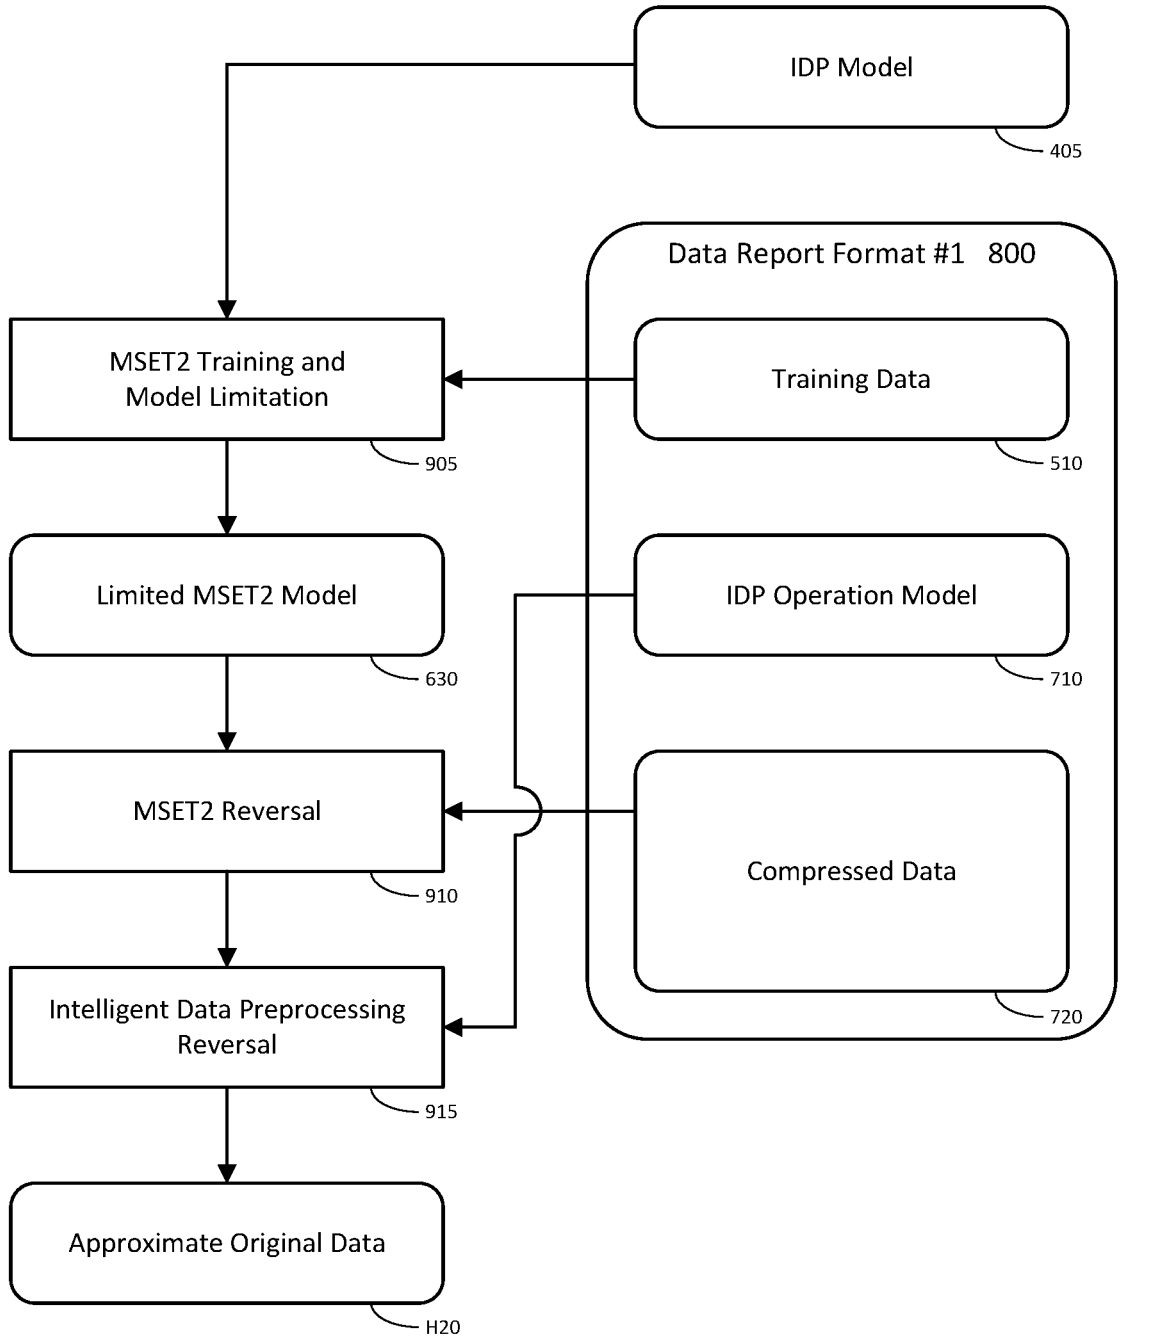 IDP Model
405
Data Report Format #1 800
MSET2 Training and
Model Limitation
905
Training Data
510
Limited MSET2 Model
630
IDP Operation Model
710
MSET2 Reversal
910
Compressed Data
720
Intelligent Data Preprocessing
Reversal
915
Approximate Original Data
H20